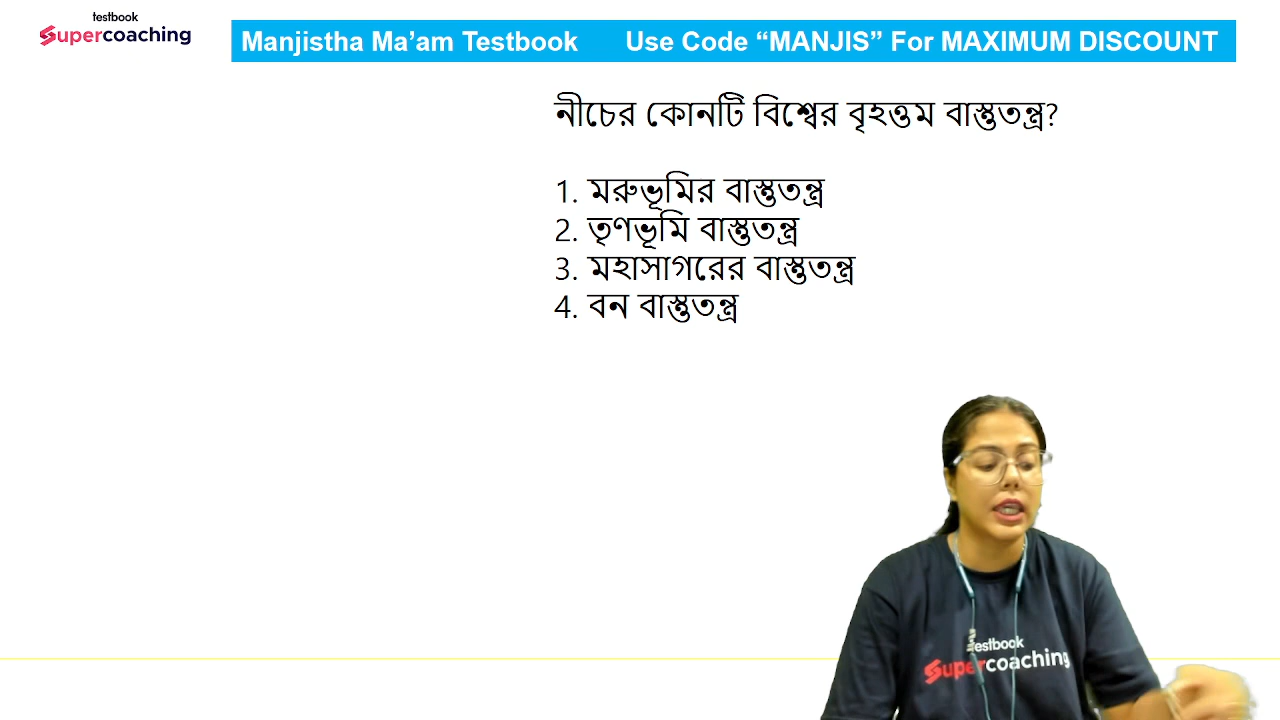 testbook
Supercoaching
Manjistha Ma’am Testbook Use Code “MANJIS” For MAXIMUM DISCOUNT
নীচের কোনটি বিশ্বের বৃহত্তম বাস্তুতন্ত্র?
1. মরুভূমির বাস্তুতন্ত্র
2. তৃণভূমি বাস্তুতন্ত্র
3. মহাসাগরের বাস্তুতন্ত্র
4. বন বাস্তুতন্ত্র
testbook
Supercoaching